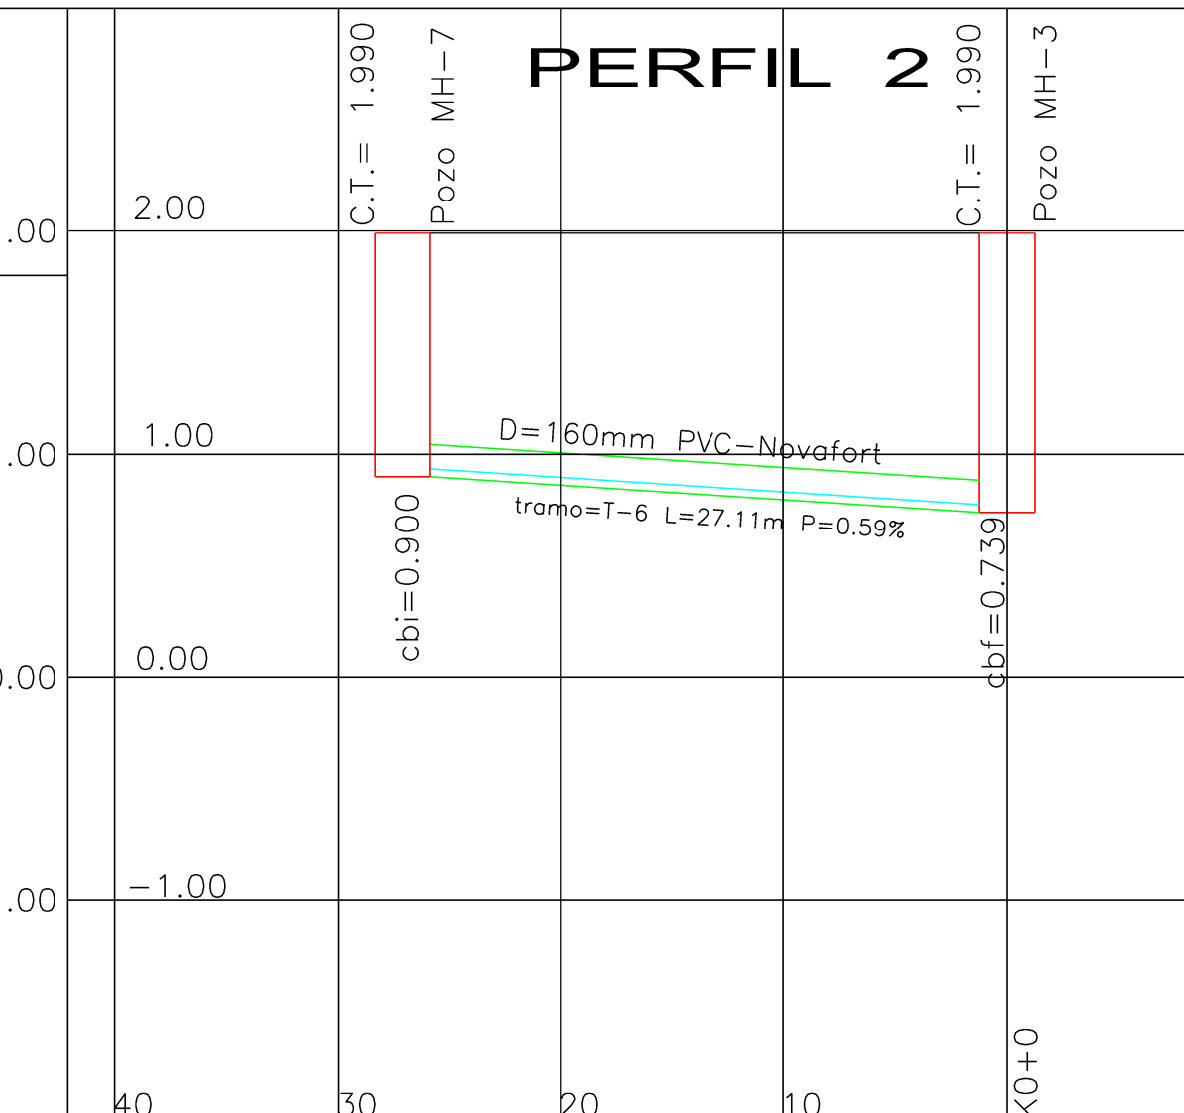 PERFIL 2
C.T.= 1.990
Pozo MH-7
C.T.= 1.990
Pozo MH-3
2.00
.00
D=160mm PVC-Novafort
1.00
.00
tramo=T-6 L=27.11m P=0.59%
cbi=0.900
cbf=0.739
0.00
0.00
-1.00
.00
K0+0
40
30
20
10